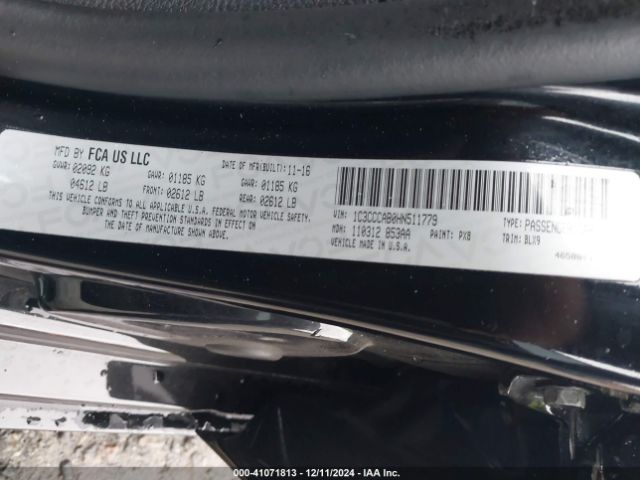 MFD BY FCA US LLC
DATE OF MFR(BUILT): 11-16
GVWR: 02092 KG
04612 LB
GAWR: 01185 KG
FRONT: 02612 LB
GAWR: 01185 KG
REAR: 02612 LB
THIS VEHICLE CONFORMS TO ALL APPLICABLE U.S.A. FEDERAL MOTOR VEHICLE SAFETY,
BUMPER AND THEFT PREVENTION STANDARDS IN EFFECT ON
THE DATE OF MANUFACTURE SHOWN ABOVE.
VIN: 1C3CCCAB0HN511779
TYPE: PASSENGER
MDH: 110312 853AA
PAINT: PX8
TRIM: BLX9
VEHICLE MADE IN U.S.A.
000-41071813 - 12/11/2024 - IAA Inc.